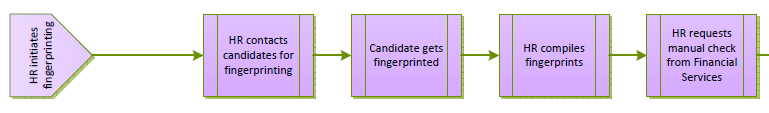 HR initiates
fingerprinting
HR contacts
candidates for
fingerprinting
Candidate gets
fingerprinted
HR compiles
fingerprints
HR requests
manual check
from Financial
Services